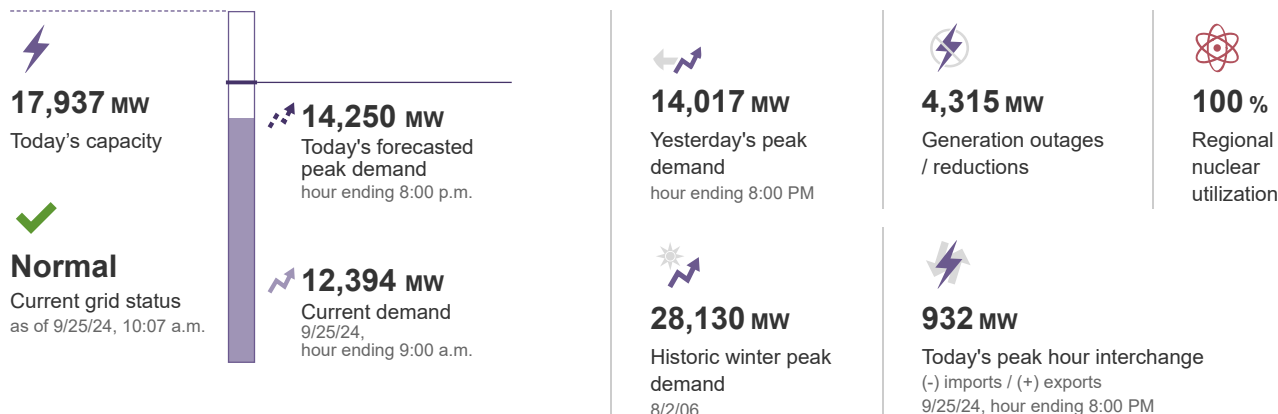 17,937 MW
Today's capacity
Normal
Current grid status
as of 9/25/24, 10:07 a.m.
14,250 MW
Today's forecasted
peak demand
hour ending 8:00 p.m.
12,394 MW
Current demand
9/25/24,
hour ending 9:00 a.m.
14,017 MW
Yesterday's peak
demand
hour ending 8:00 PM
4,315 MW
Generation outages
/ reductions
100 %
Regional
nuclear
utilization
28,130 MW
Historic winter peak
demand
8/2/06
932 MW
Today's peak hour interchange
(-) imports / (+) exports
9/25/24, hour ending 8:00 PM